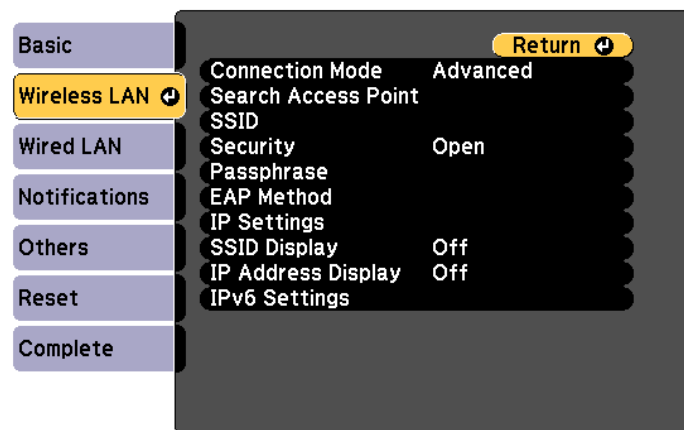 Basic
Wireless LAN
Wired LAN
Notifications
Others
Reset
Complete
Return
Connection Mode Advanced
Search Access Point
SSID
Security Open
Passphrase
EAP Method
IP Settings
SSID Display Off
IP Address Display Off
IPv6 Settings